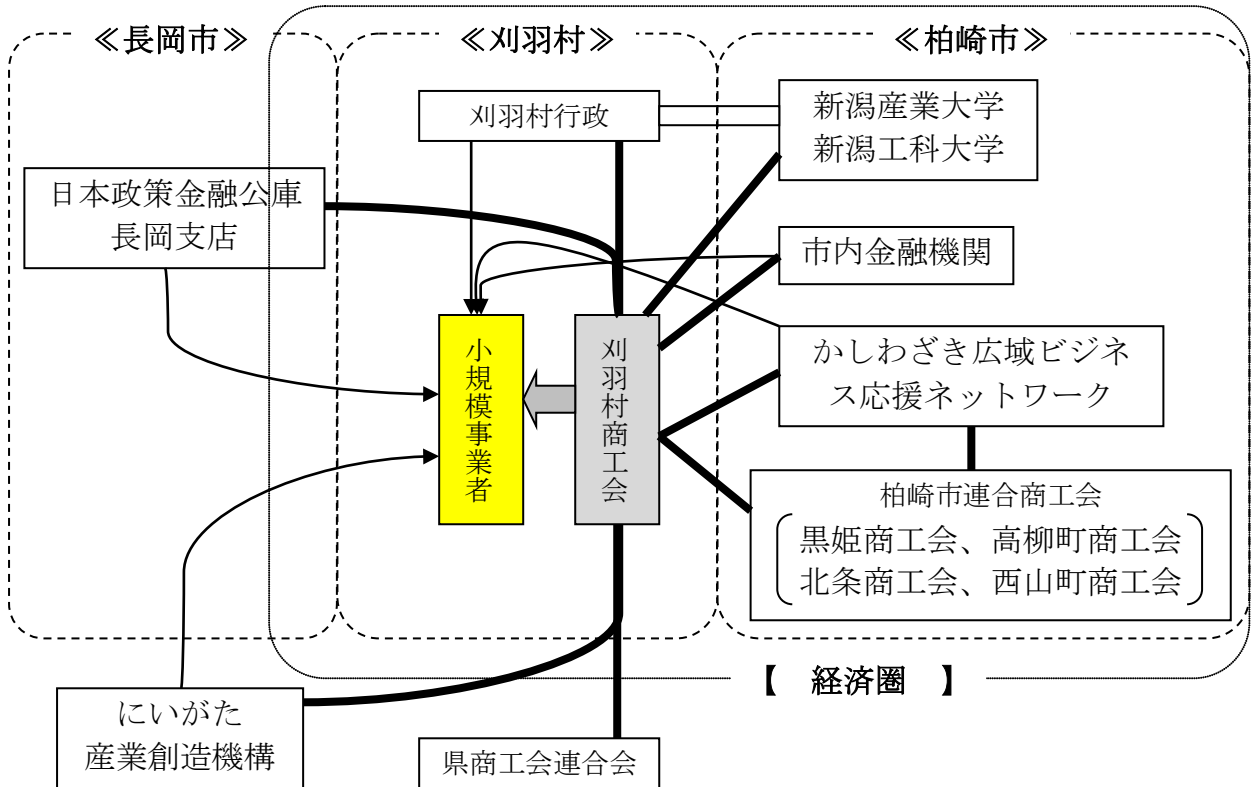 ≪長岡市≫
≪刈羽村≫
≪柏崎市≫
刈羽村行政
新潟産業大学
新潟工科大学
日本政策金融公庫
長岡支店
市内金融機関
小規模事業者
刈羽村商工会
かしわざき広域ビジネ
ス応援ネットワーク
柏崎市連合商工会
黒姫商工会、高柳町商工会
北条商工会、西山町商工会
【 経済圏 】
にいがた
産業創造機構
県商工会連合会